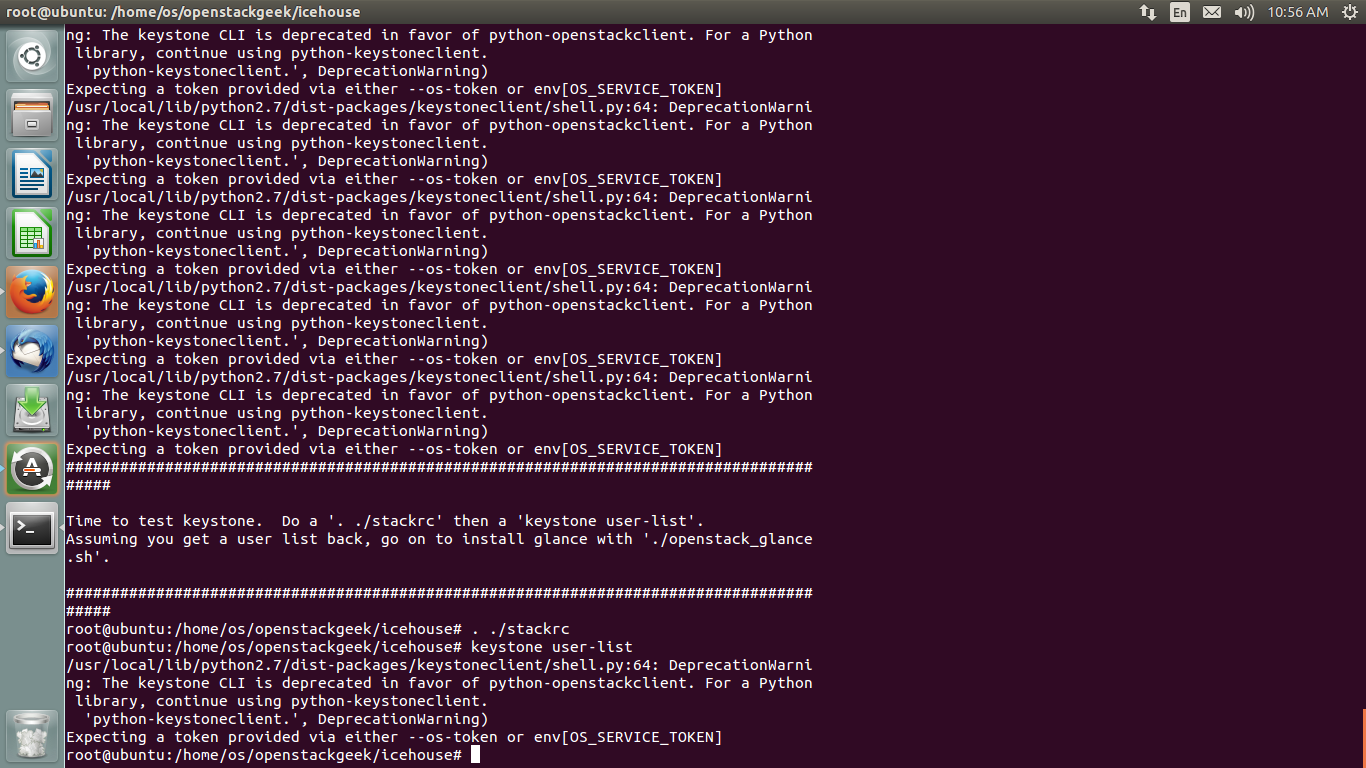 root@ubuntu: /home/os/openstackgeek/icehouse
En
10:56 AM
ng: The keystone CLI is deprecated in favor of python-openstackclient. For a Python
 library, continue using python-keystoneclient.
  'python-keystoneclient.', DeprecationWarning)
Expecting a token provided via either --os-token or env[OS_SERVICE_TOKEN]
/usr/local/lib/python2.7/dist-packages/keystoneclient/shell.py:64: DeprecationWarni
ng: The keystone CLI is deprecated in favor of python-openstackclient. For a Python
 library, continue using python-keystoneclient.
  'python-keystoneclient.', DeprecationWarning)
Expecting a token provided via either --os-token or env[OS_SERVICE_TOKEN]
/usr/local/lib/python2.7/dist-packages/keystoneclient/shell.py:64: DeprecationWarni
ng: The keystone CLI is deprecated in favor of python-openstackclient. For a Python
 library, continue using python-keystoneclient.
  'python-keystoneclient.', DeprecationWarning)
Expecting a token provided via either --os-token or env[OS_SERVICE_TOKEN]
/usr/local/lib/python2.7/dist-packages/keystoneclient/shell.py:64: DeprecationWarni
ng: The keystone CLI is deprecated in favor of python-openstackclient. For a Python
 library, continue using python-keystoneclient.
  'python-keystoneclient.', DeprecationWarning)
Expecting a token provided via either --os-token or env[OS_SERVICE_TOKEN]
/usr/local/lib/python2.7/dist-packages/keystoneclient/shell.py:64: DeprecationWarni
ng: The keystone CLI is deprecated in favor of python-openstackclient. For a Python
 library, continue using python-keystoneclient.
  'python-keystoneclient.', DeprecationWarning)
Expecting a token provided via either --os-token or env[OS_SERVICE_TOKEN]
###################################################################################
#####
Time to test keystone.  Do a '. ./stackrc' then a 'keystone user-list'.
Assuming you get a user list back, go on to install glance with './openstack_glance
.sh'.
###################################################################################
#####
root@ubuntu:/home/os/openstackgeek/icehouse# . ./stackrc
root@ubuntu:/home/os/openstackgeek/icehouse# keystone user-list
/usr/local/lib/python2.7/dist-packages/keystoneclient/shell.py:64: DeprecationWarni
ng: The keystone CLI is deprecated in favor of python-openstackclient. For a Python
 library, continue using python-keystoneclient.
  'python-keystoneclient.', DeprecationWarning)
Expecting a token provided via either --os-token or env[OS_SERVICE_TOKEN]
root@ubuntu:/home/os/openstackgeek/icehouse#